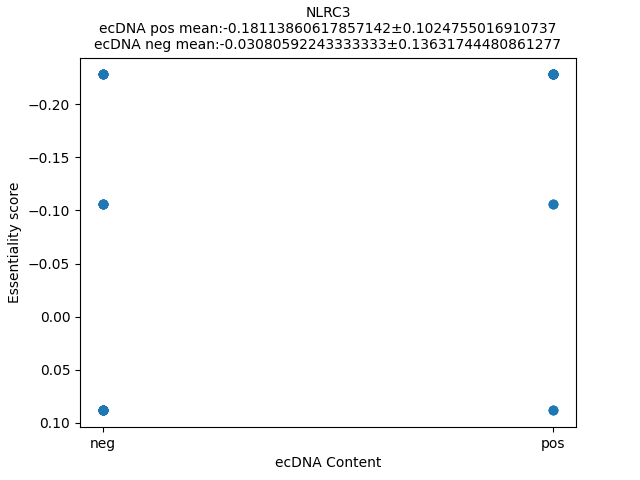 NLRC3
ecDNA pos mean:-0.18113860617857142±0.1024755016910737
ecDNA neg mean:-0.03080592243333333±0.13631744480861277
−0.20
−0.15
−0.10
−0.05
0.00
0.05
0.10
Essentiality score
neg
pos
ecDNA Content